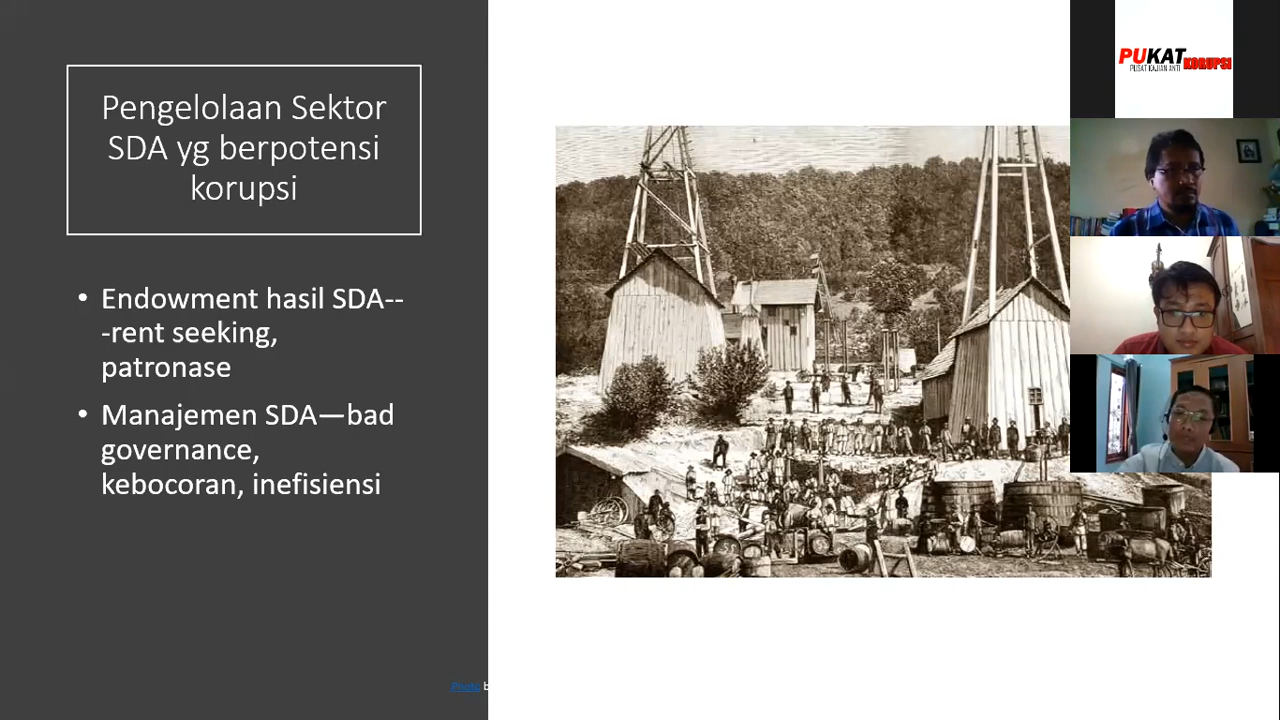 Pengelolaan Sektor
SDA yg berpotensi
korupsi
• Endowment hasil SDA--
-rent seeking,
patronase
• Manajemen SDA—bad
governance,
kebocoran, inefisiensi
Photo b
PUKAT
PUSAT KAJIAN ANTI KORUPSI